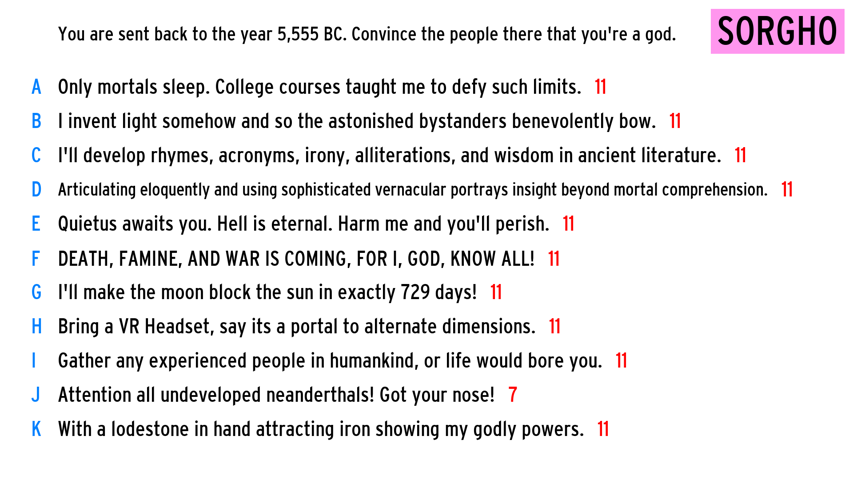 You are sent back to the year 5,555 BC. Convince the people there that you're a god.
SORGHO
A Only mortals sleep. College courses taught me to defy such limits. 11
B I invent light somehow and so the astonished bystanders benevolently bow. 11
C I'll develop rhymes, acronyms, irony, alliterations, and wisdom in ancient literature. 11
D Articulating eloquently and using sophisticated vernacular portrays insight beyond mortal comprehension. 11
E Quietus awaits you. Hell is eternal. Harm me and you'll perish. 11
F DEATH, FAMINE, AND WAR IS COMING, FOR I, GOD, KNOW ALL! 11
G I'll make the moon block the sun in exactly 729 days! 11
H Bring a VR Headset, say its a portal to alternate dimensions. 11
I Gather any experienced people in humankind, or life would bore you. 11
J Attention all undeveloped neanderthals! Got your nose! 7
K With a lodestone in hand attracting iron showing my godly powers. 11